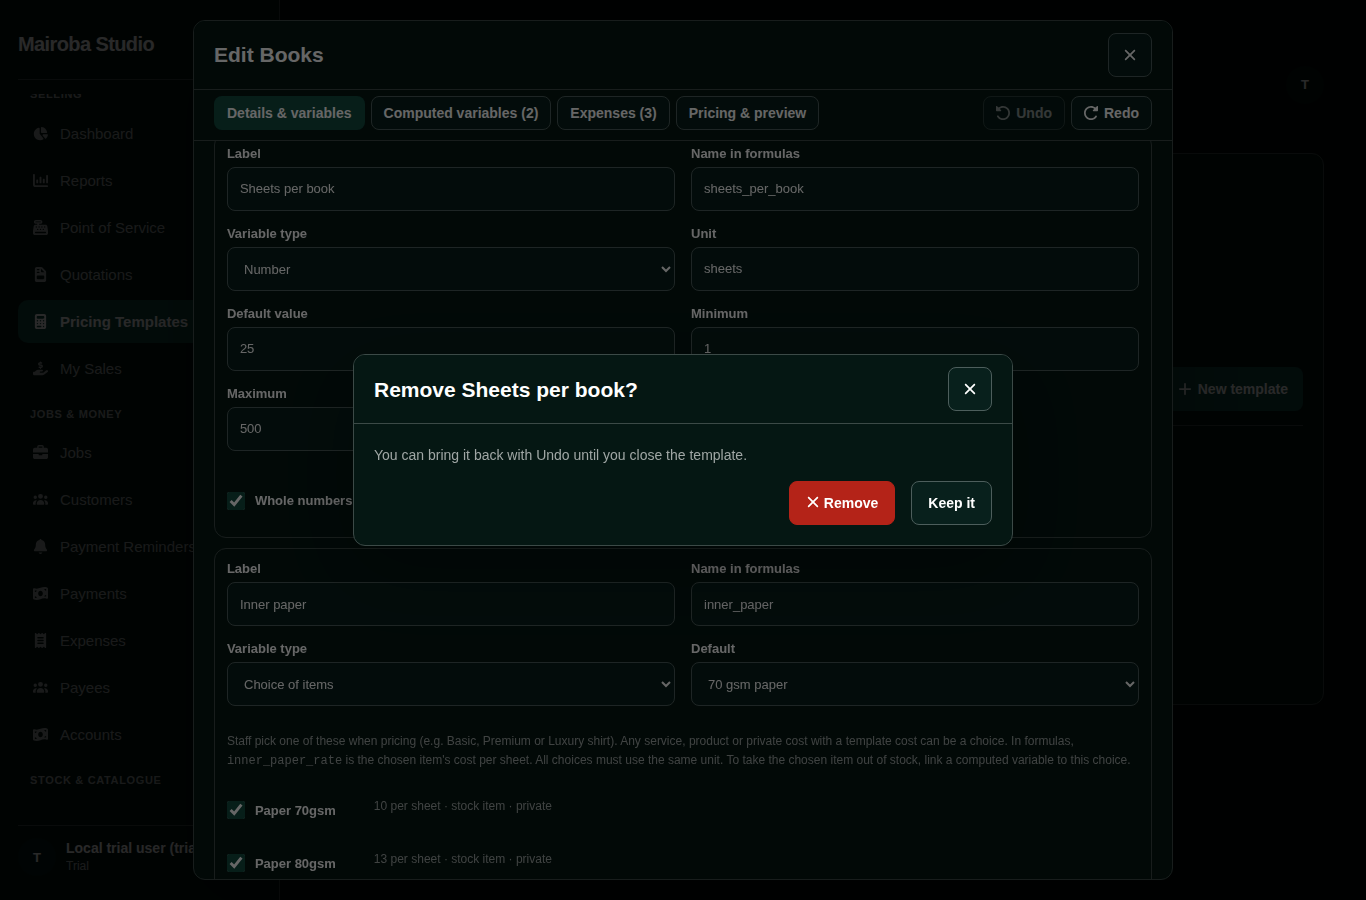 Mairoba Studio
SELLING
Dashboard
Reports
Point of Service
Quotations
Pricing Templates
My Sales
JOBS & MONEY
Jobs
Customers
Payment Reminders
Payments
Expenses
Payees
Accounts
STOCK & CATALOGUE
T
Local trial user (tria
Trial
T
New template
Edit Books
Details & variables
Computed variables (2)
Expenses (3)
Pricing & preview
Undo
Redo
Label
Name in formulas
Sheets per book
sheets_per_book
Variable type
Unit
Number
sheets
Default value
Minimum
25
1
Maximum
500
Whole numbers
Remove Sheets per book?
You can bring it back with Undo until you close the template.
Remove
Keep it
Label
Name in formulas
Inner paper
inner_paper
Variable type
Default
Choice of items
70 gsm paper
Staff pick one of these when pricing (e.g. Basic, Premium or Luxury shirt). Any service, product or private cost with a template cost can be a choice. In formulas,
inner_paper_rate is the chosen item's cost per sheet. All choices must use the same unit. To take the chosen item out of stock, link a computed variable to this choice.
Paper 70gsm
10 per sheet · stock item · private
Paper 80gsm
13 per sheet · stock item · private